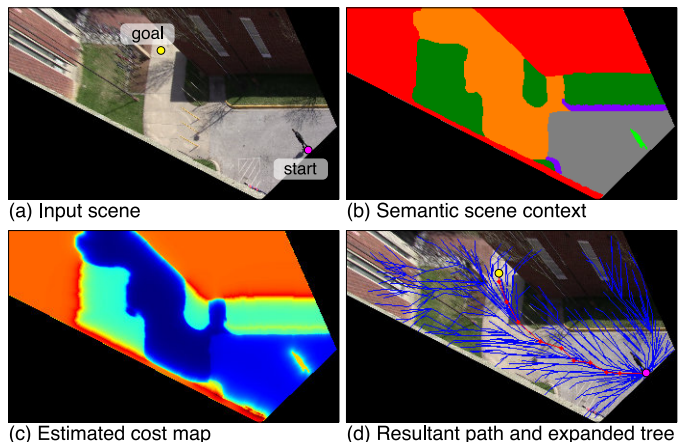 goal
start
(a) Input scene
(b) Semantic scene context
(c) Estimated cost map
(d) Resultant path and expanded tree